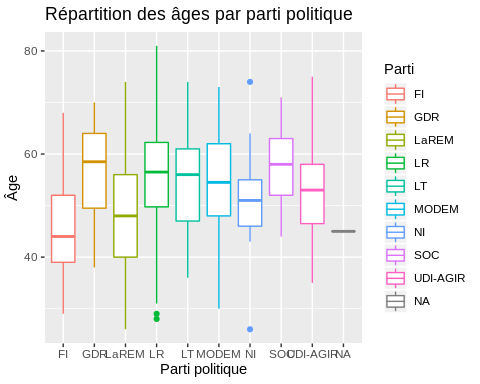 Répartition des âges par parti politique
80
60
40
Âge
FI GDR LaREM LR LT MODEM NI SOC UDI-AGIR NA
Parti politique
Parti
FI
GDR
LaREM
LR
LT
MODEM
NI
SOC
UDI-AGIR
NA